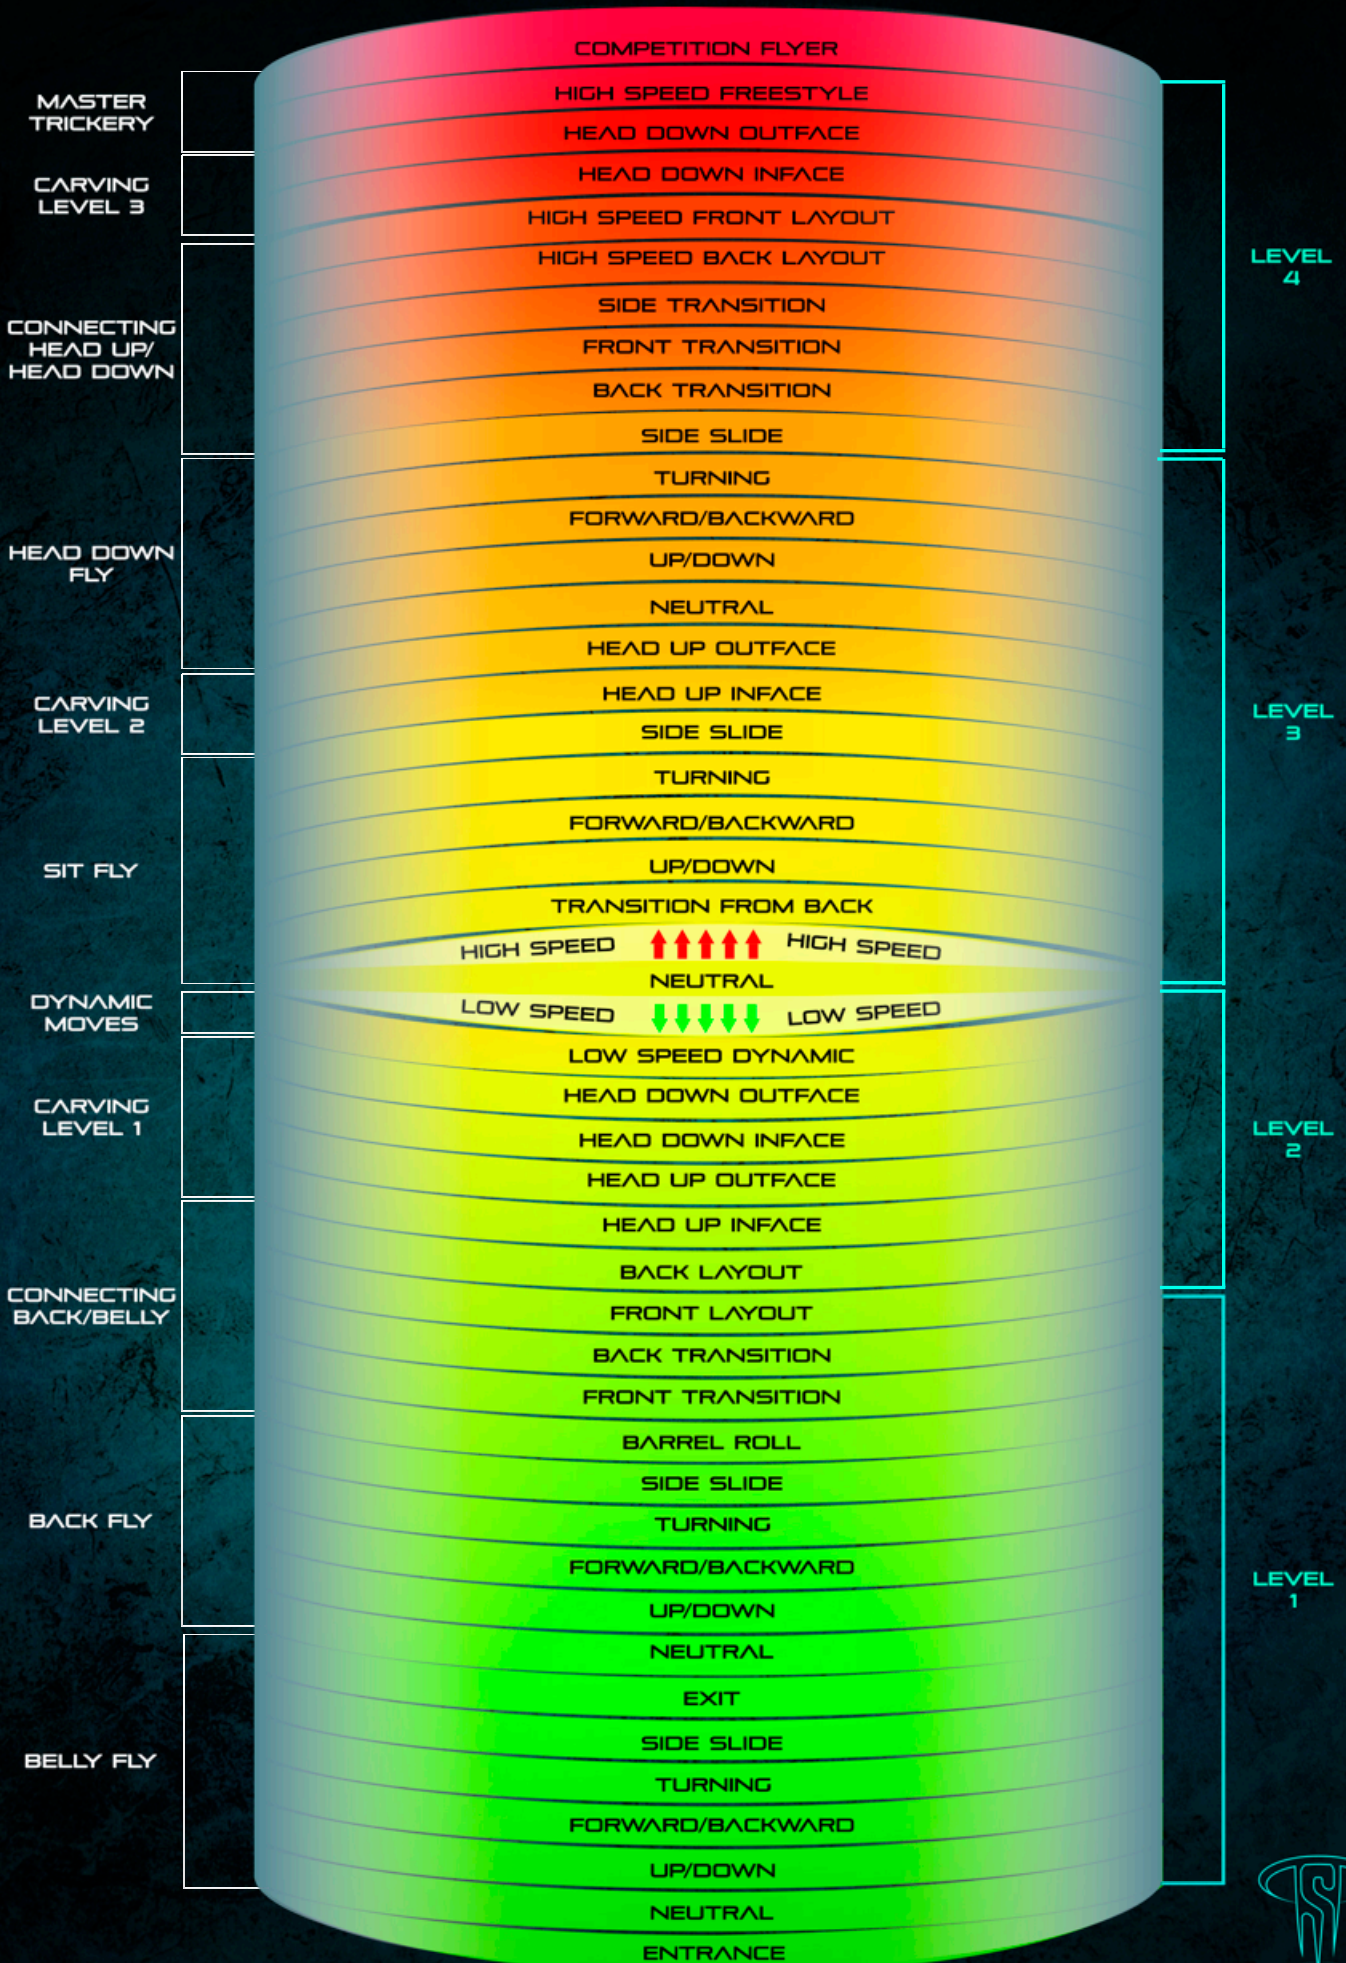 COMPETITION FLYER
HIGH SPEED FREESTYLE
HEAD DOWN OUTFACE
HEAD DOWN INFACE
HIGH SPEED FRONT LAYOUT
HIGH SPEED BACK LAYOUT
SIDE TRANSITION
FRONT TRANSITION
BACK TRANSITION
SIDE SLIDE
TURNING
FORWARD/BACKWARD
UP/DOWN
NEUTRAL
HEAD UP OUTFACE
HEAD UP INFACE
SIDE SLIDE
TURNING
FORWARD/BACKWARD
UP/DOWN
TRANSITION FROM BACK
HIGH SPEED HIGH SPEED
NEUTRAL
LOW SPEED LOW SPEED
LOW SPEED DYNAMIC
HEAD DOWN OUTFACE
HEAD DOWN INFACE
HEAD UP OUTFACE
HEAD UP INFACE
BACK LAYOUT
FRONT LAYOUT
BACK TRANSITION
FRONT TRANSITION
BARREL ROLL
SIDE SLIDE
TURNING
FORWARD/BACKWARD
UP/DOWN
NEUTRAL
EXIT
SIDE SLIDE
TURNING
FORWARD/BACKWARD
UP/DOWN
NEUTRAL
ENTRANCE
MASTER
TRICKERY
CARVING
LEVEL 3
CONNECTING
HEAD UP/
HEAD DOWN
HEAD DOWN
FLY
CARVING
LEVEL 2
SIT FLY
DYNAMIC
MOVES
CARVING
LEVEL 1
CONNECTING
BACK/BELLY
BACK FLY
BELLY FLY
LEVEL
4
LEVEL
3
LEVEL
2
LEVEL
1